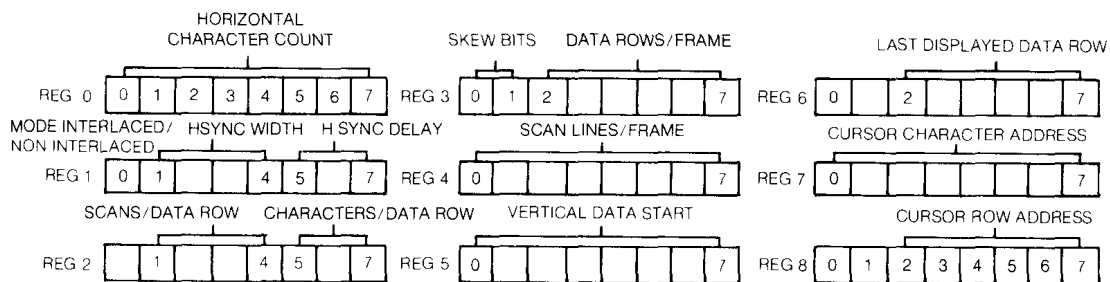 HORIZONTAL
CHARACTER COUNT
REG 0 0 1 2 3 4 5 6 7
SKEW BITS DATA ROWS/FRAME
REG 3 0 1 2 7
LAST DISPLAYED DATA ROW
REG 6 0 2 7
MODE INTERLACED/
NON INTERLACED
HSYNC WIDTH H SYNC DELAY
REG 1 0 1 4 5 7
SCAN LINES/FRAME
REG 4 0 7
CURSOR CHARACTER ADDRESS
REG 7 0 7
SCANS/DATA ROW CHARACTERS/DATA ROW
REG 2 1 4 5 7
VERTICAL DATA START
REG 5 0 7
CURSOR ROW ADDRESS
REG 8 0 1 2 3 4 5 6 7